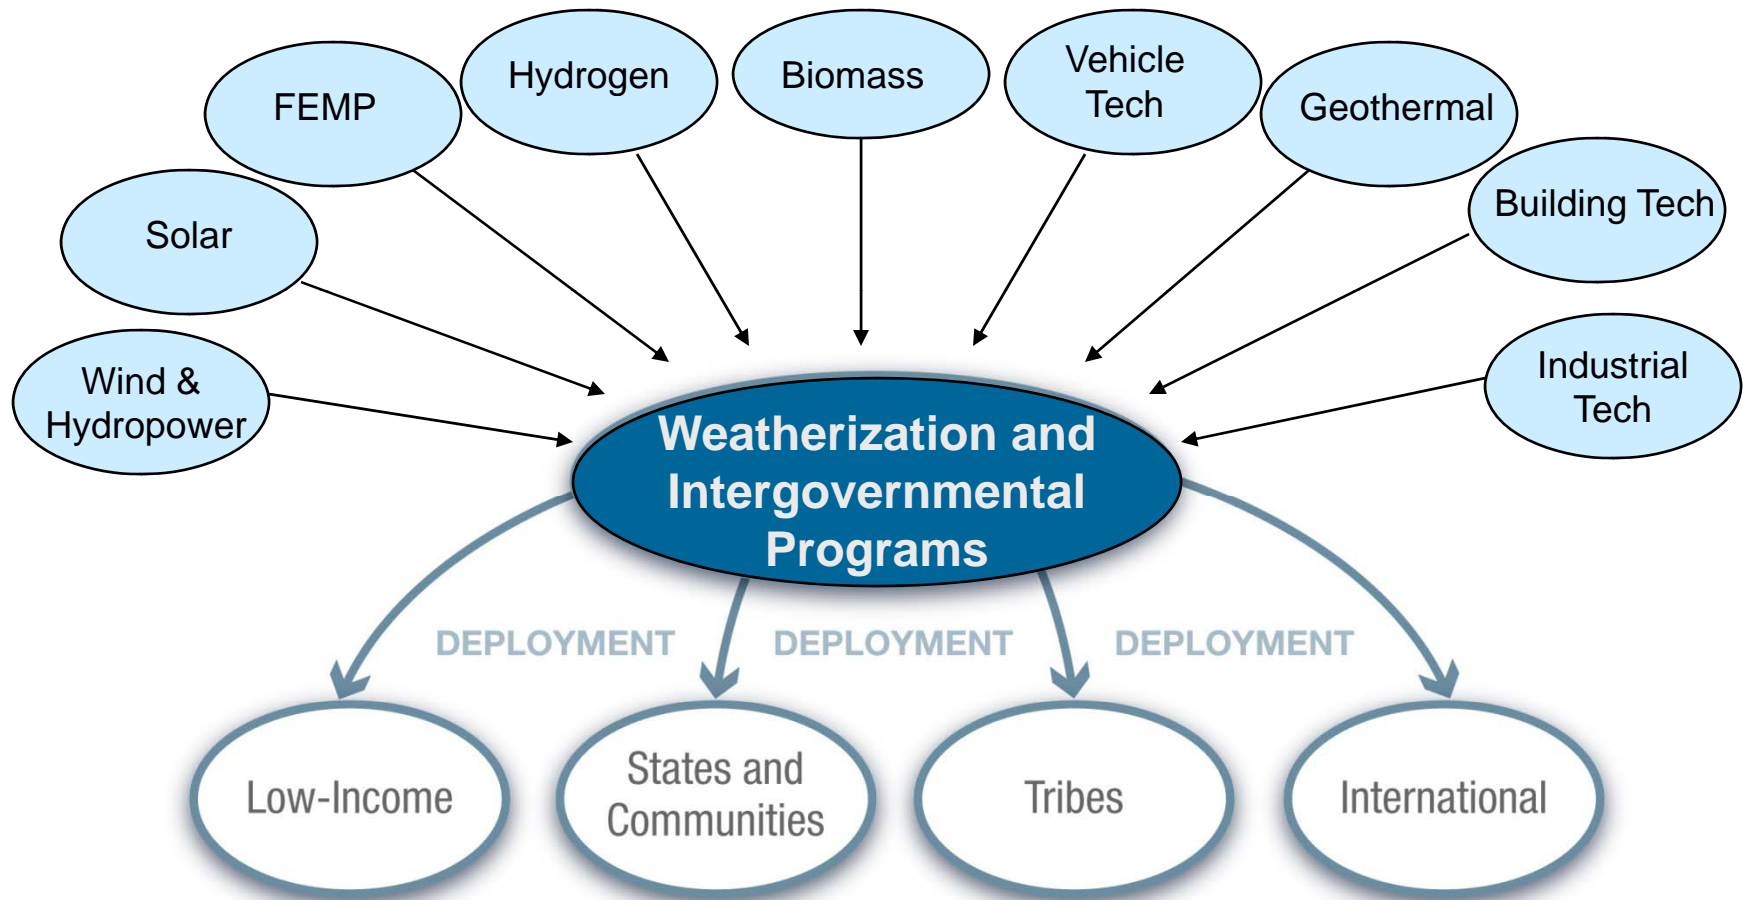 Hydrogen
Biomass
Vehicle
Tech
FEMP
Geothermal
Building Tech
Solar
Wind &
Hydropower
Industrial
Tech
Weatherization and
Intergovernmental
Programs
DEPLOYMENT
DEPLOYMENT
DEPLOYMENT
Low-Income
States and
Communities
Tribes
International